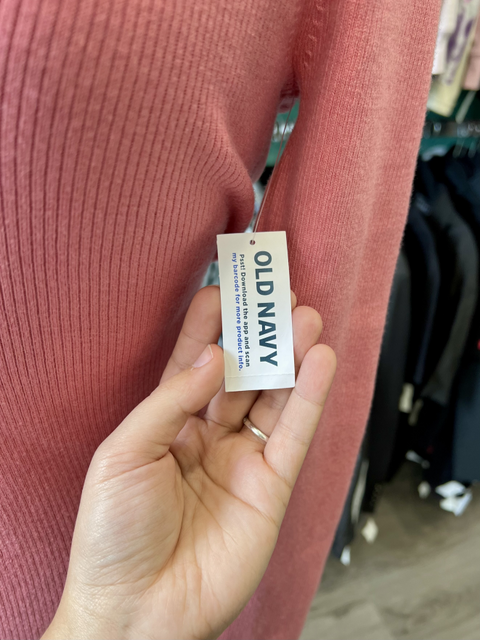 OLD NAVY
Psst! Download the app and scan
my barcode for more product info.